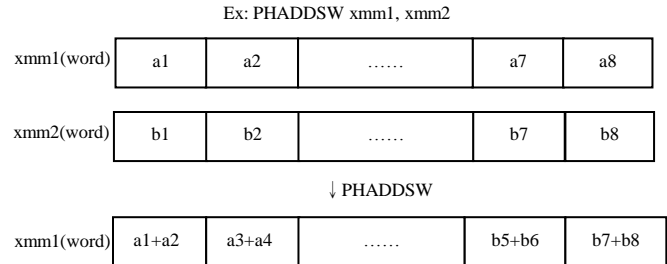 Ex: PHADDSW xmm1, xmm2
xmm1(word) a1 a2 …… a7 a8
xmm2(word) b1 b2 …… b7 b8
↓ PHADDSW
xmm1(word) a1+a2 a3+a4 …… b5+b6 b7+b8